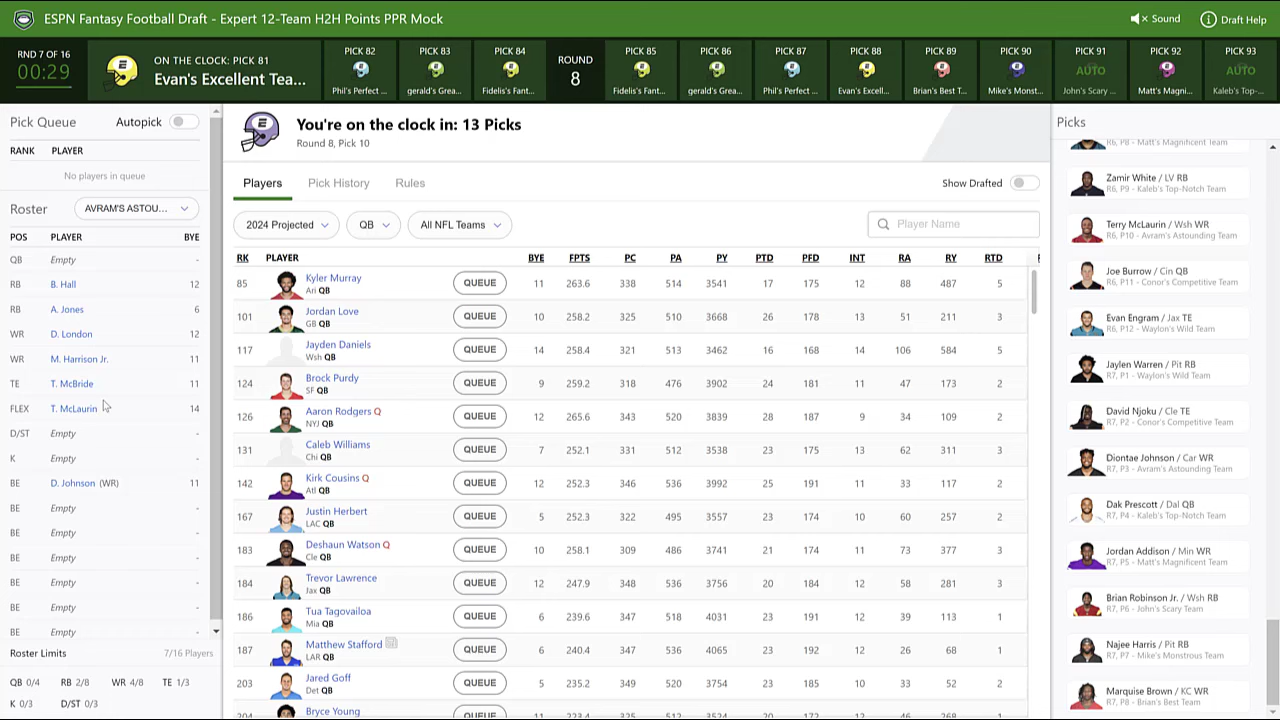 ESPN Fantasy Football Draft - Expert 12-Team H2H Points PPR Mock
Sound
Draft Help
RND 7 OF 16
00:29
ON THE CLOCK: PICK 81
Evan's Excellent Tea...
PICK 82
Phil's Perfect ...
PICK 83
gerald's Grea...
PICK 84
Fidelis's Fant...
ROUND
8
PICK 85
Fidelis's Fant...
PICK 86
gerald's Grea...
PICK 87
Phil's Perfect ...
PICK 88
Evan's Excell...
PICK 89
Brian's Best T...
PICK 90
Mike's Monst...
PICK 91
AUTO
John's Scary ...
PICK 92
Matt's Magni...
PICK 93
AUTO
Kaleb's Top-...
Pick Queue
Autopick
RANK PLAYER
No players in queue
Roster
AVRAM'S ASTOU...
POS PLAYER BYE
QB Empty -
RB B. Hall 12
RB A. Jones 6
WR D. London 12
WR M. Harrison Jr. 11
TE T. McBride 11
FLEX T. McLaurin 14
D/ST Empty -
K Empty -
BE D. Johnson (WR) 11
BE Empty -
BE Empty -
BE Empty -
BE Empty -
BE Empty -
BE Empty -
Roster Limits 7/16 Players
QB 0/4 RB 2/8 WR 4/8 TE 1/3
K 0/3 D/ST 0/3
You're on the clock in: 13 Picks
Round 8, Pick 10
Players Pick History Rules
Show Drafted
2024 Projected QB All NFL Teams
Player Name
RK PLAYER BYE FPTS PC PA PY PTD PFD INT RA RY RTD
85 Kyler Murray Ari QB QUEUE 11 263.6 338 514 3541 17 175 12 88 487 5
101 Jordan Love GB QB QUEUE 10 258.2 325 510 3668 26 178 13 51 211 3
117 Jayden Daniels Wsh QB QUEUE 14 258.4 321 513 3462 16 168 14 106 584 5
124 Brock Purdy SF QB QUEUE 9 259.2 318 476 3902 24 181 11 47 173 2
126 Aaron Rodgers Q NYJ QB QUEUE 12 265.6 343 520 3839 28 187 9 34 109 2
131 Caleb Williams Chi QB QUEUE 7 252.1 331 512 3538 23 175 13 62 311 3
142 Kirk Cousins Q Atl QB QUEUE 12 252.3 346 536 3992 25 191 11 33 117 2
167 Justin Herbert LAC QB QUEUE 5 252.3 322 495 3557 23 174 10 60 257 2
183 Deshaun Watson Q Cle QB QUEUE 10 258.1 309 486 3741 21 174 11 73 377 3
184 Trevor Lawrence Jax QB QUEUE 12 247.9 348 536 3756 20 184 12 58 281 3
186 Tua Tagovailoa Mia QB QUEUE 6 239.6 347 518 4031 23 191 12 39 113 1
187 Matthew Stafford LAR QB QUEUE 6 240.4 347 536 4065 23 192 12 26 68 1
203 Jared Goff Det QB QUEUE 5 235.2 349 520 3754 23 185 10 33 52 2
204 Bryce Young QUEUE 11 223.4 352 550 3524 20 177 12 46 199 1
Picks
R6, P8 - Matt's Magnificent Team
Zamir White / LV RB
R6, P9 - Kaleb's Top-Notch Team
Terry McLaurin / Wsh WR
R6, P10 - Avram's Astounding Team
Joe Burrow / Cin QB
R6, P11 - Conor's Competitive Team
Evan Engram / Jax TE
R6, P12 - Waylon's Wild Team
Jaylen Warren / Pit RB
R7, P1 - Waylon's Wild Team
David Njoku / Cle TE
R7, P2 - Conor's Competitive Team
Diontae Johnson / Car WR
R7, P3 - Avram's Astounding Team
Dak Prescott / Dal QB
R7, P4 - Kaleb's Top-Notch Team
Jordan Addison / Min WR
R7, P5 - Matt's Magnificent Team
Brian Robinson Jr. / Wsh RB
R7, P6 - John's Scary Team
Najee Harris / Pit RB
R7, P7 - Mike's Monstrous Team
Marquise Brown / KC WR
R7, P8 - Brian's Best Team